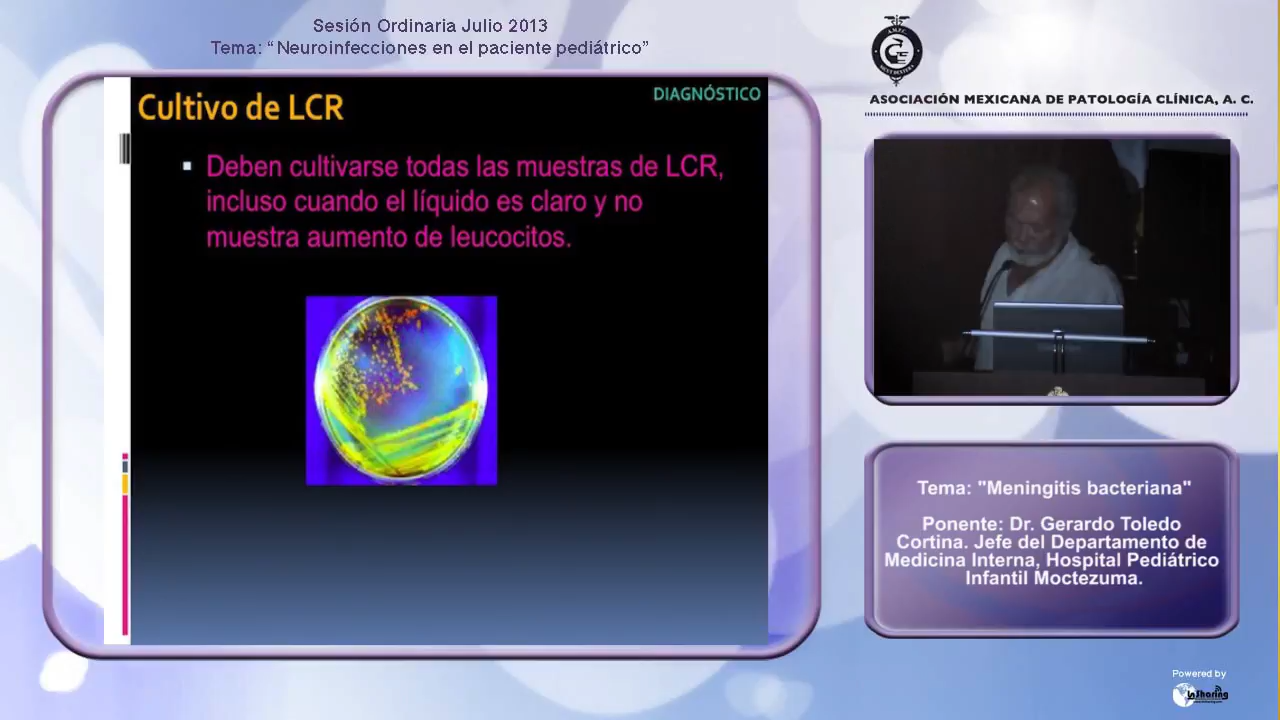 Sesión Ordinaria Julio 2013
Tema: “Neuroinfecciones en el paciente pediátrico”
DIAGNÓSTICO
Cultivo de LCR
Deben cultivarse todas las muestras de LCR,
incluso cuando el líquido es claro y no
muestra aumento de leucocitos.
A.M.P.C.
ASOCIACIÓN MEXICANA DE PATOLOGÍA CLÍNICA, A. C.
Tema: "Meningitis bacteriana"
Ponente: Dr. Gerardo Toledo
Cortina. Jefe del Departamento de
Medicina Interna, Hospital Pediátrico
Infantil Moctezuma.
Powered by